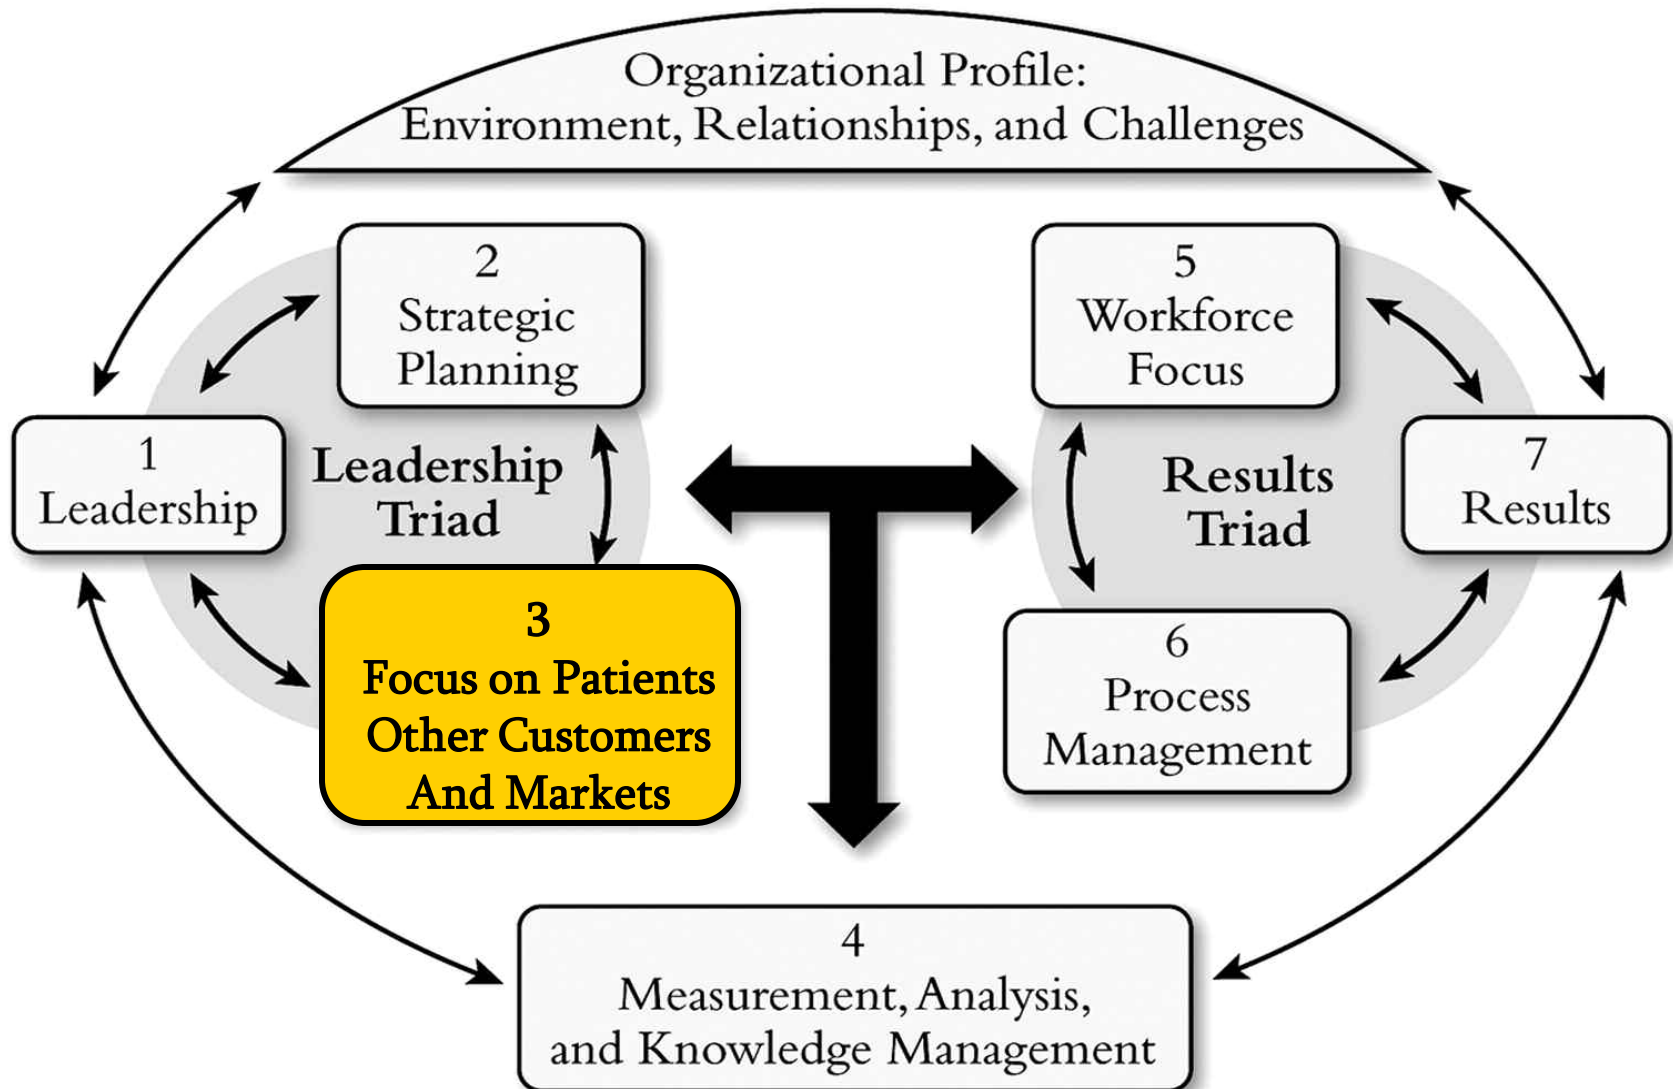 Organizational Profile:
Environment, Relationships, and Challenges
2
Strategic
Planning
5
Workforce
Focus
1
Leadership
Leadership
Triad
Results
Triad
7
Results
3
Focus on Patients
Other Customers
And Markets
6
Process
Management
4
Measurement, Analysis,
and Knowledge Management